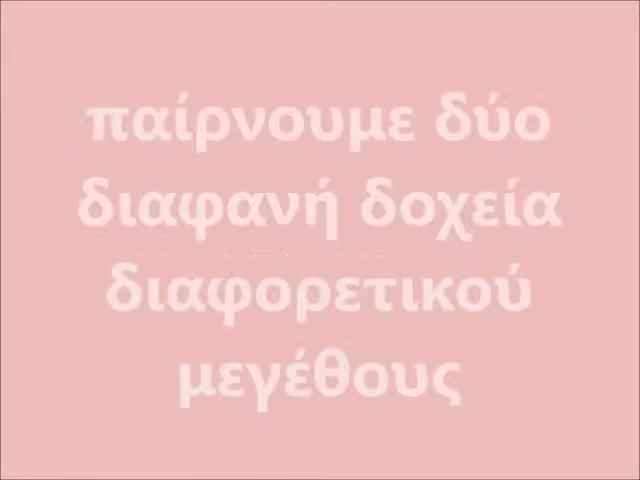 παίρνουμε δύο
διαφανή δοχεία
διαφορετικού
μεγέθους